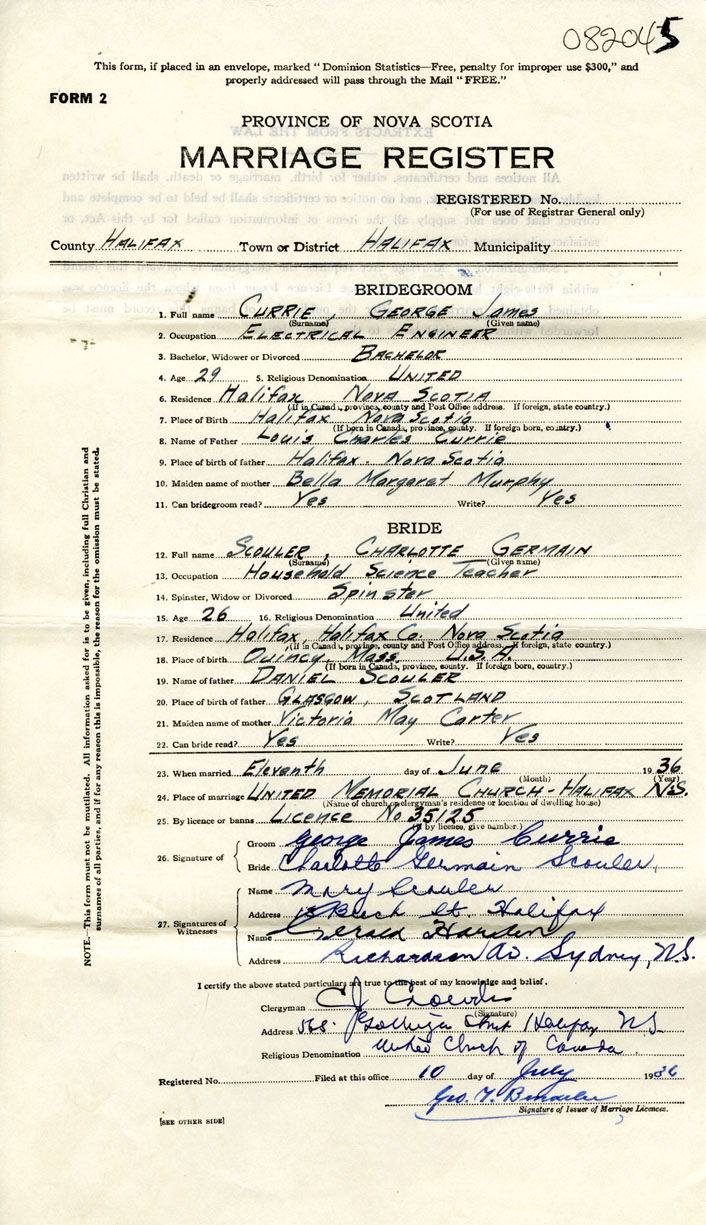 082045
This form, if placed in an envelope, marked "Dominion Statistics—Free, penalty for improper use $300," and
properly addressed will pass through the Mail "FREE."
FORM 2
PROVINCE OF NOVA SCOTIA
MARRIAGE REGISTER
REGISTERED No.
(For use of Registrar General only)
County HALIFAX Town or District HALIFAX Municipality
BRIDEGROOM
1. Full name CURRIE, GEORGE James
(Surname) (Given name)
2. Occupation ELECTRICAL ENGINEER
3. Bachelor, Widower or Divorced BACHELOR
4. Age 29 5. Religious Denomination UNITED
6. Residence Halifax NOVA SCOTIA
(If in Canada, province, county and Post Office address. If foreign, state country.)
7. Place of Birth Halifax Nova Scotia
(If born in Canada, province, county. If foreign born, country.)
8. Name of Father Louis Charles Currie
9. Place of birth of father Halifax. Nova Scotia
10. Maiden name of mother Bella Margaret Murphy
11. Can bridegroom read? Yes Write? Yes
BRIDE
12. Full name SCOULER, CHARLOTTE GERMAIN
(Surname) (Given name)
13. Occupation Household Science Teacher
14. Spinster, Widow or Divorced Spinster
15. Age 26 16. Religious Denomination United
17. Residence Halifax, Halifax Co. Nova Scotia
(If in Canada, province, county and Post Office address. If foreign, state country.)
18. Place of birth Quincy, Mass. U.S.A.
(If born in Canada, province, county. If foreign born, country.)
19. Name of father DANIEL SCOULER
20. Place of birth of father GLASGOW, SCOTLAND
21. Maiden name of mother Victoria May Carter
22. Can bride read? Yes Write? Yes
23. When married Eleventh day of June 1936
(Month) (Year)
24. Place of marriage UNITED MEMORIAL CHURCH - HALIFAX N.S.
(Name of church, or clergyman's residence or location of dwelling house)
25. By licence or banns Licence No 35125
(If by licence, give number.)
26. Signature of
Groom George James Currie
Bride Charlotte Germain Scouler
27. Signatures of Witnesses
Name Mary Scouler
Address Beech St. Halifax
Name Gerald Harden
Address Richardson Av. Sydney, N.S.
I certify the above stated particulars are true to the best of my knowledge and belief.
Clergyman
(Signature)
Address Street Halifax NS
Religious Denomination United Church of Canada
Registered No. Filed at this office 10 day of July 1936
Geo. T.
Signature of Issuer of Marriage Licences.
[SEE OTHER SIDE]
NOTE.—This form must not be mutilated. All information asked for is to be given, including full Christian and
surnames of all parties, and if for any reason this is impossible, the reason for the omission must be stated.